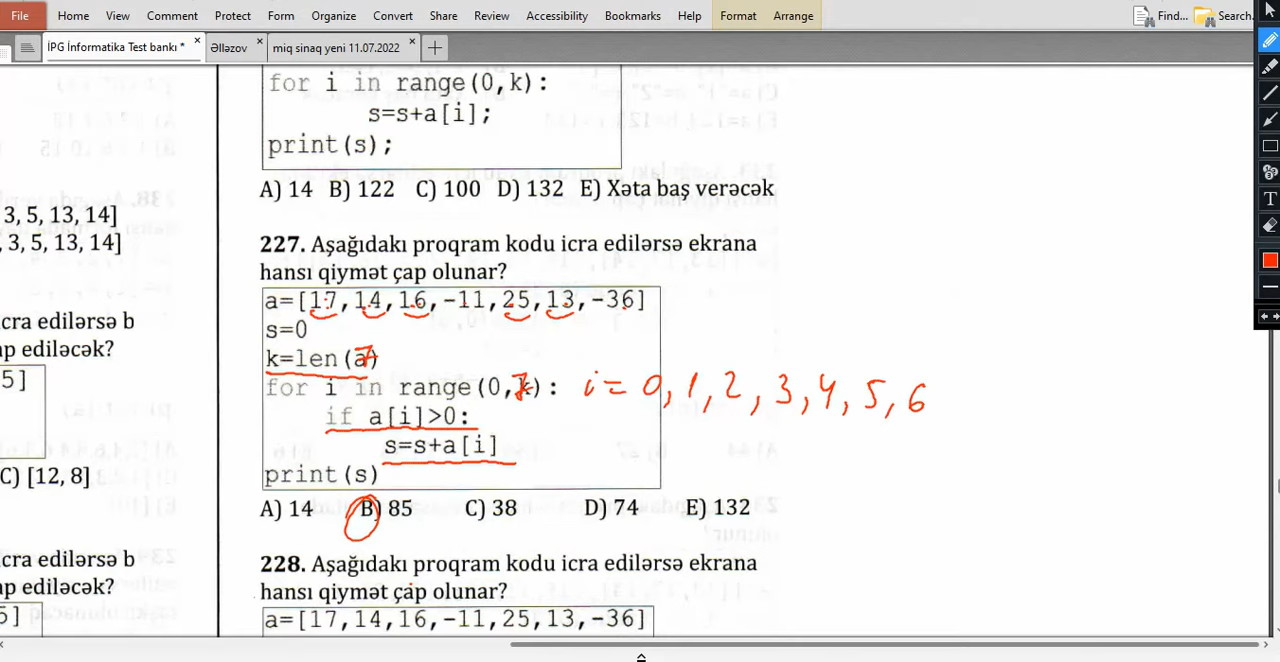 File Home View Comment Protect Form Organize Convert Share Review Accessibility Bookmarks Help Format Arrange Find... Search.
İPG İnformatika Test bankı * Əlləzov miq sinaq yeni 11.07.2022
for i in range(0,k):
s=s+a[i];
print(s);
A) 14 B) 122 C) 100 D) 132 E) Xəta baş verəcək
3, 5, 13, 14]
, 3, 5, 13, 14]
icra edilərsə b
ap ediləcək?
5]
C) [12, 8]
cra edilərsə e
ap edilər?
5]
227. Aşağıdakı proqram kodu icra edilərsə ekrana
hansı qiymət çap olunar?
a=[17,14,16,-11,25,13,-36]
s=0
k=len(a) 7
for i in range(0,k): 7 i= 0, 1, 2, 3, 4, 5, 6
if a[i]>0:
s=s+a[i]
print(s)
A) 14 B) 85 C) 38 D) 74 E) 132
228. Aşağıdakı proqram kodu icra edilərsə ekrana
hansı qiymət çap olunar?
a=[17,14,16,-11,25,13,-36]